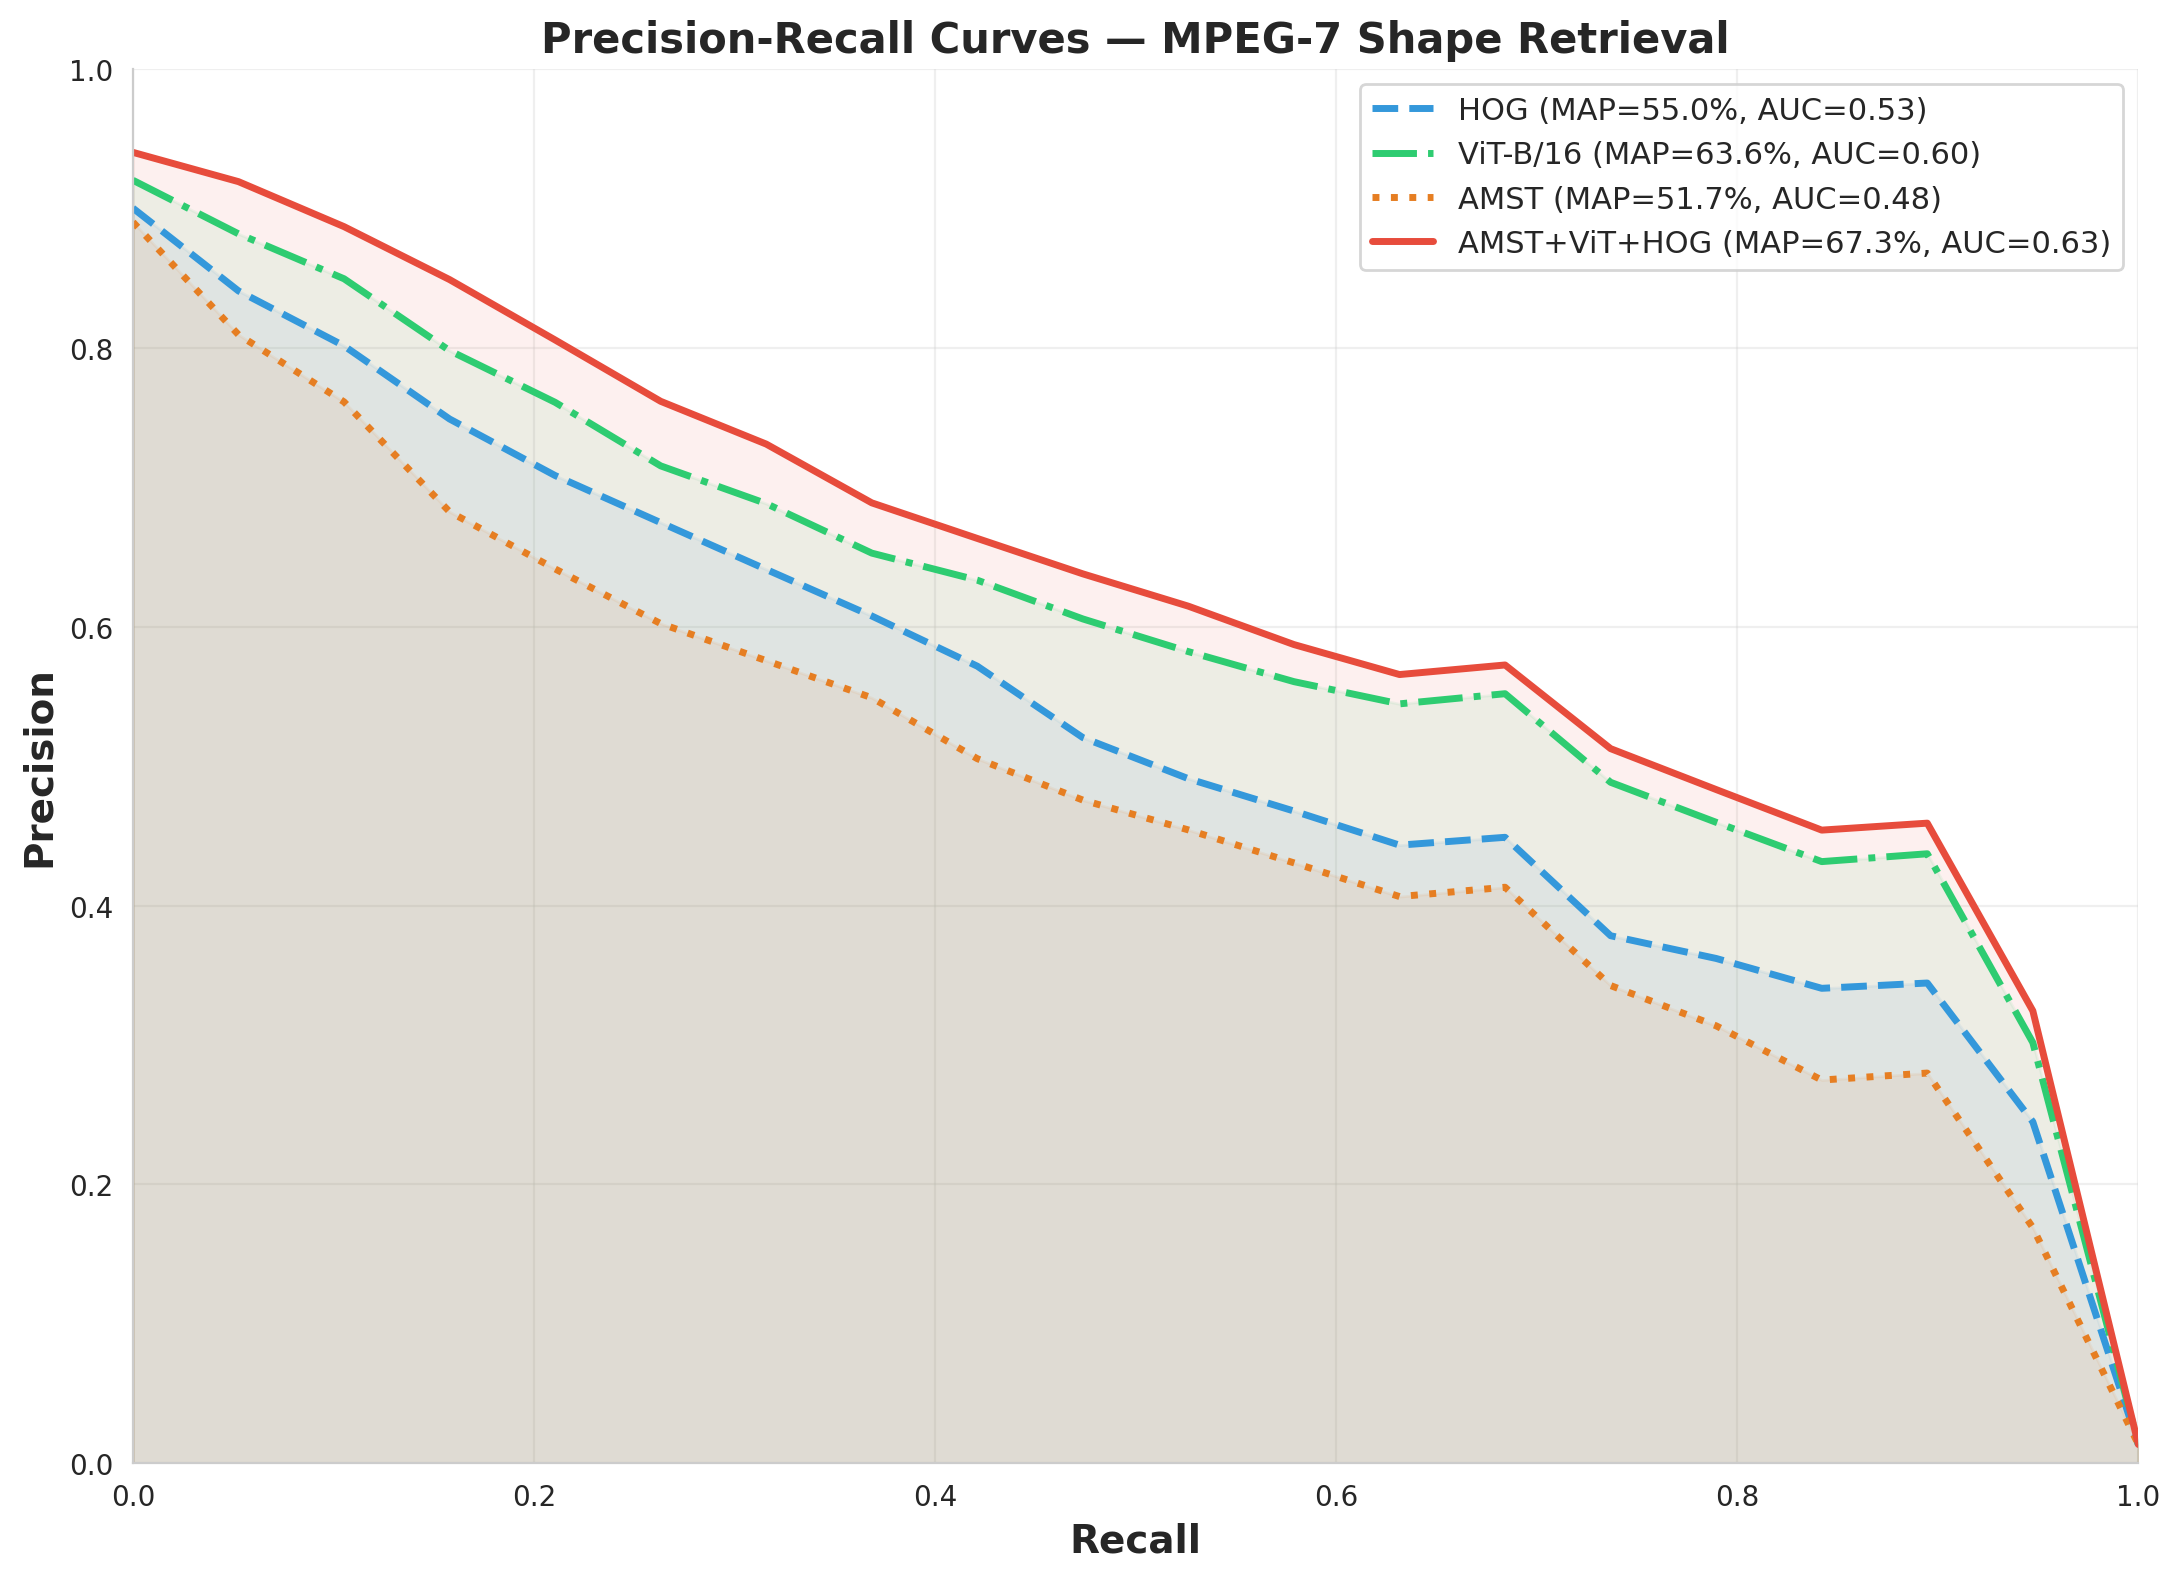 Precision-Recall Curves — MPEG-7 Shape Retrieval
HOG (MAP=55.0%, AUC=0.53)
ViT-B/16 (MAP=63.6%, AUC=0.60)
AMST (MAP=51.7%, AUC=0.48)
AMST+ViT+HOG (MAP=67.3%, AUC=0.63)
Precision
1.0
0.8
0.6
0.4
0.2
0.0
0.0 0.2 0.4 0.6 0.8 1.0
Recall